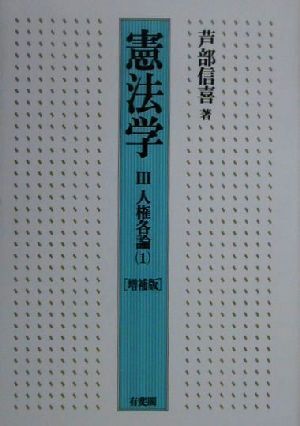 芦部信喜 著
憲法学
III 人権各論(1)
[増補版]
有斐閣